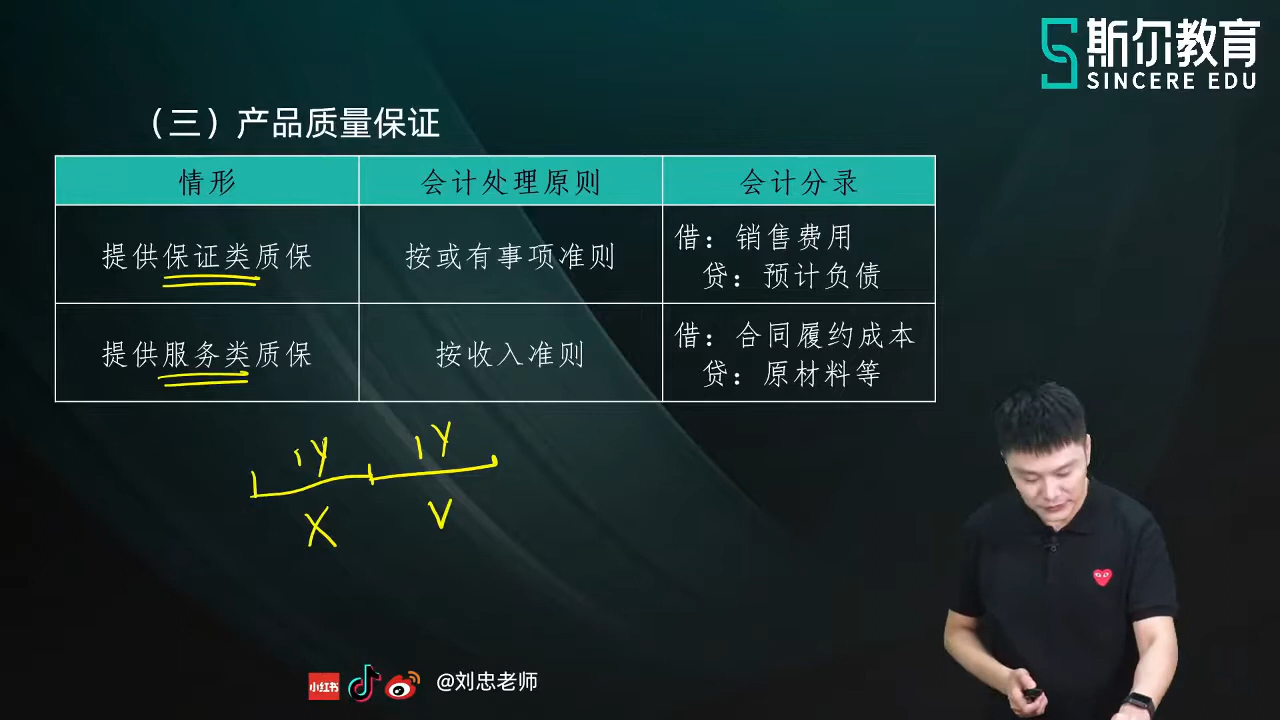 斯尔教育
SINCERE EDU
（三）产品质量保证
情形
会计处理原则
会计分录
提供保证类质保
按或有事项准则
借：销售费用
贷：预计负债
提供服务类质保
按收入准则
借：合同履约成本
贷：原材料等
1Y
1Y
X
V
小红书
@刘忠老师